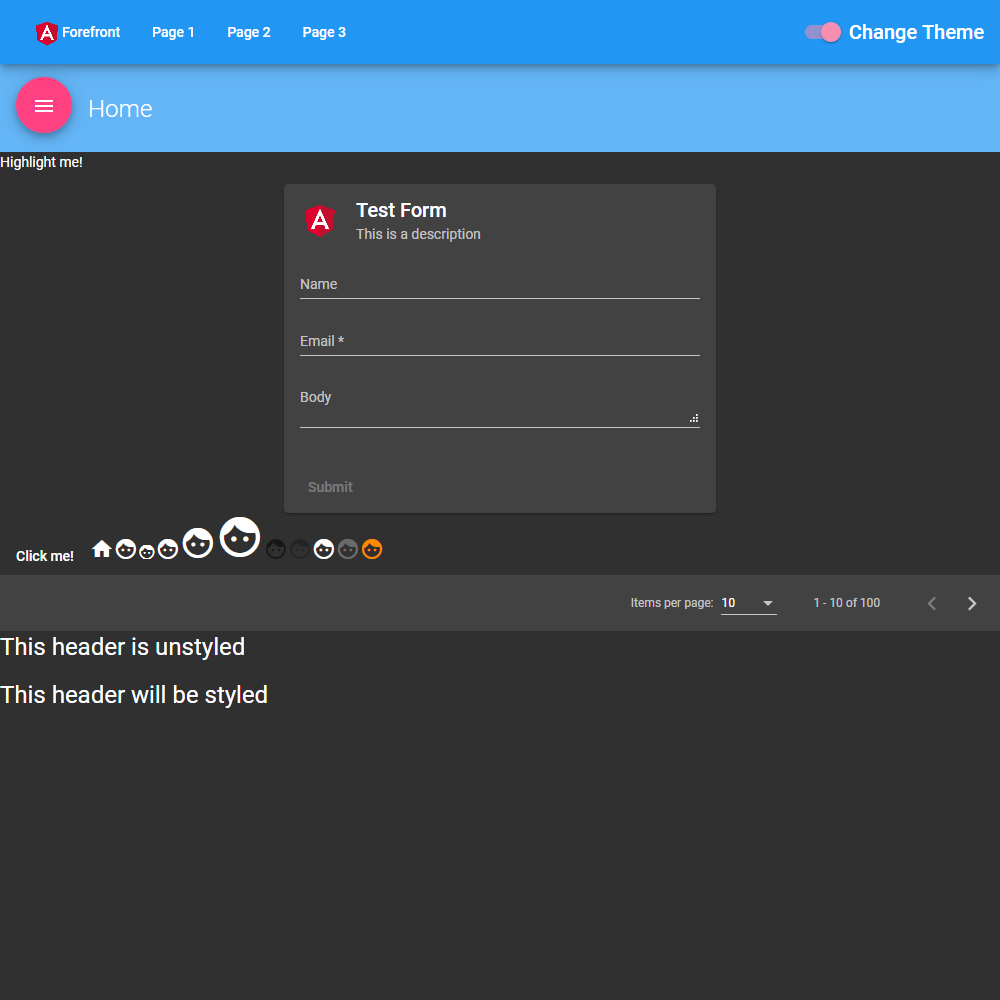 Forefront Page 1 Page 2 Page 3 Change Theme
Home
Highlight me!
Test Form
This is a description
Name
Email *
Body
Submit
Click me!
Items per page: 10 1 - 10 of 100
This header is unstyled
This header will be styled